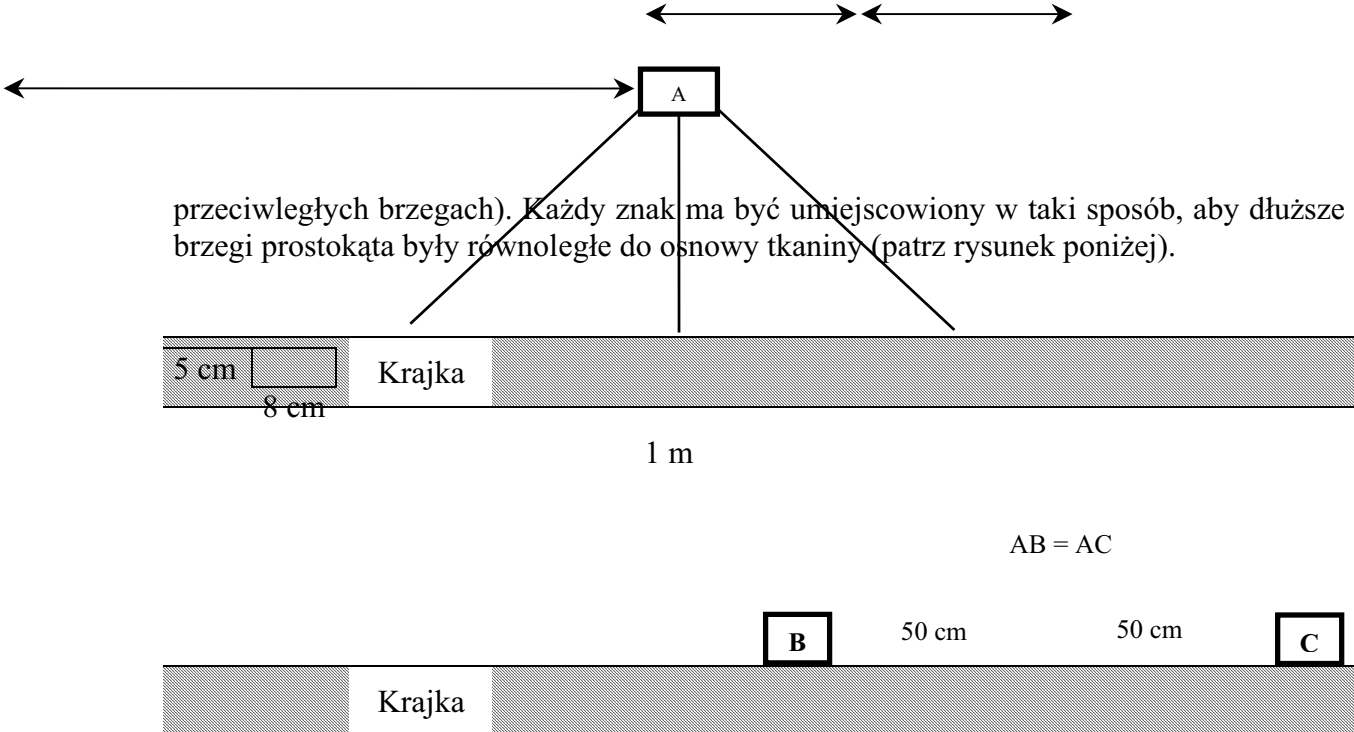 A
przeciwległych brzegach). Każdy znak ma być umiejscowiony w taki sposób, aby dłuższe
brzegi prostokąta były równoległe do osnowy tkaniny (patrz rysunek poniżej).
5 cm
Krajka
8 cm
1 m
AB = AC
B
50 cm
50 cm
C
Krajka